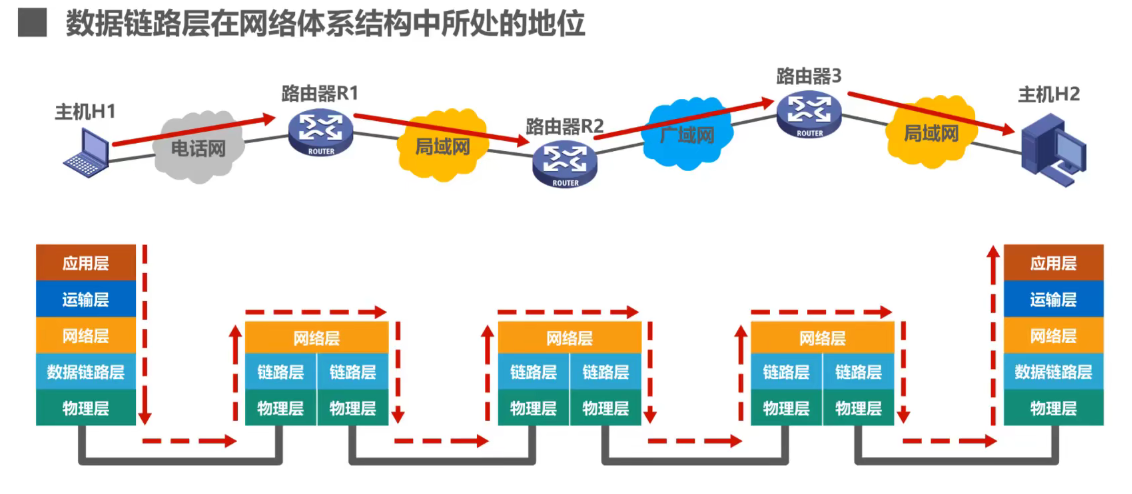 数据链路层在网络体系结构中所处的地位
主机H1
电话网
路由器R1
ROUTER
局域网
路由器R2
ROUTER
广域网
路由器3
ROUTER
局域网
主机H2
应用层
运输层
网络层
数据链路层
物理层
网络层
链路层 链路层
物理层 物理层
网络层
链路层 链路层
物理层 物理层
网络层
链路层 链路层
物理层 物理层
应用层
运输层
网络层
数据链路层
物理层